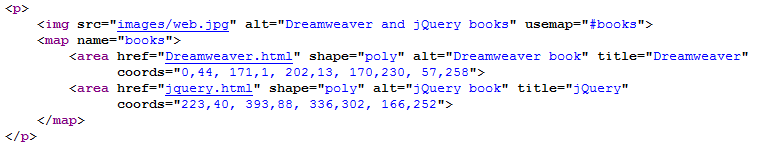 <p>
    <img src="images/web.jpg" alt="Dreamweaver and jQuery books" usemap="#books">
    <map name="books">
        <area href="Dreamweaver.html" shape="poly" alt="Dreamweaver book" title="Dreamweaver"
              coords="0,44, 171,1, 202,13, 170,230, 57,258">
        <area href="jquery.html" shape="poly" alt="jQuery book" title="jQuery"
              coords="223,40, 393,88, 336,302, 166,252">
    </map>
</p>